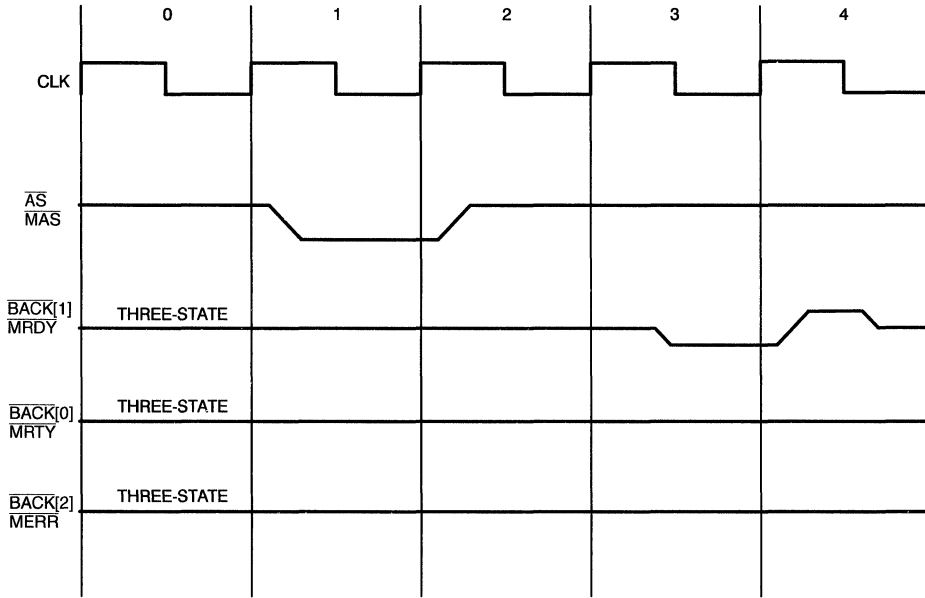 0 1 2 3 4
CLK
AS
MAS
BACK[1]
MRDY
THREE-STATE
BACK[0]
MRTY
THREE-STATE
BACK[2]
MERR
THREE-STATE